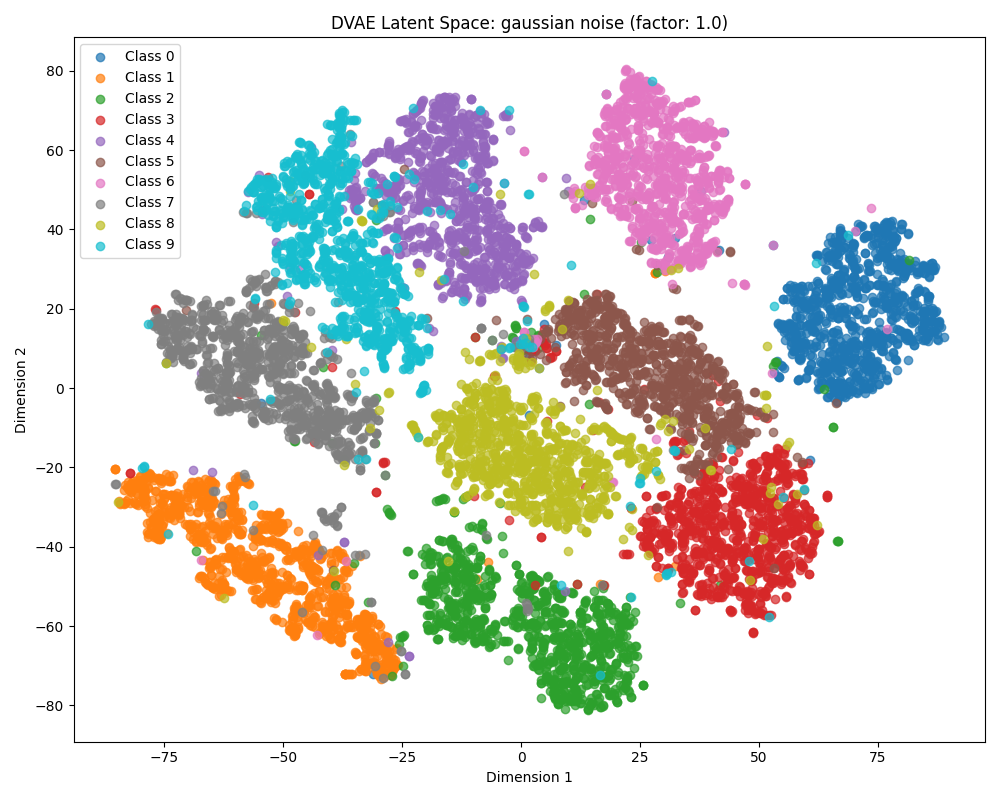 DVAE Latent Space: gaussian noise (factor: 1.0)
Class 0
Class 1
Class 2
Class 3
Class 4
Class 5
Class 6
Class 7
Class 8
Class 9
80
60
40
20
0
−20
−40
−60
−80
Dimension 2
−75 −50 −25 0 25 50 75
Dimension 1